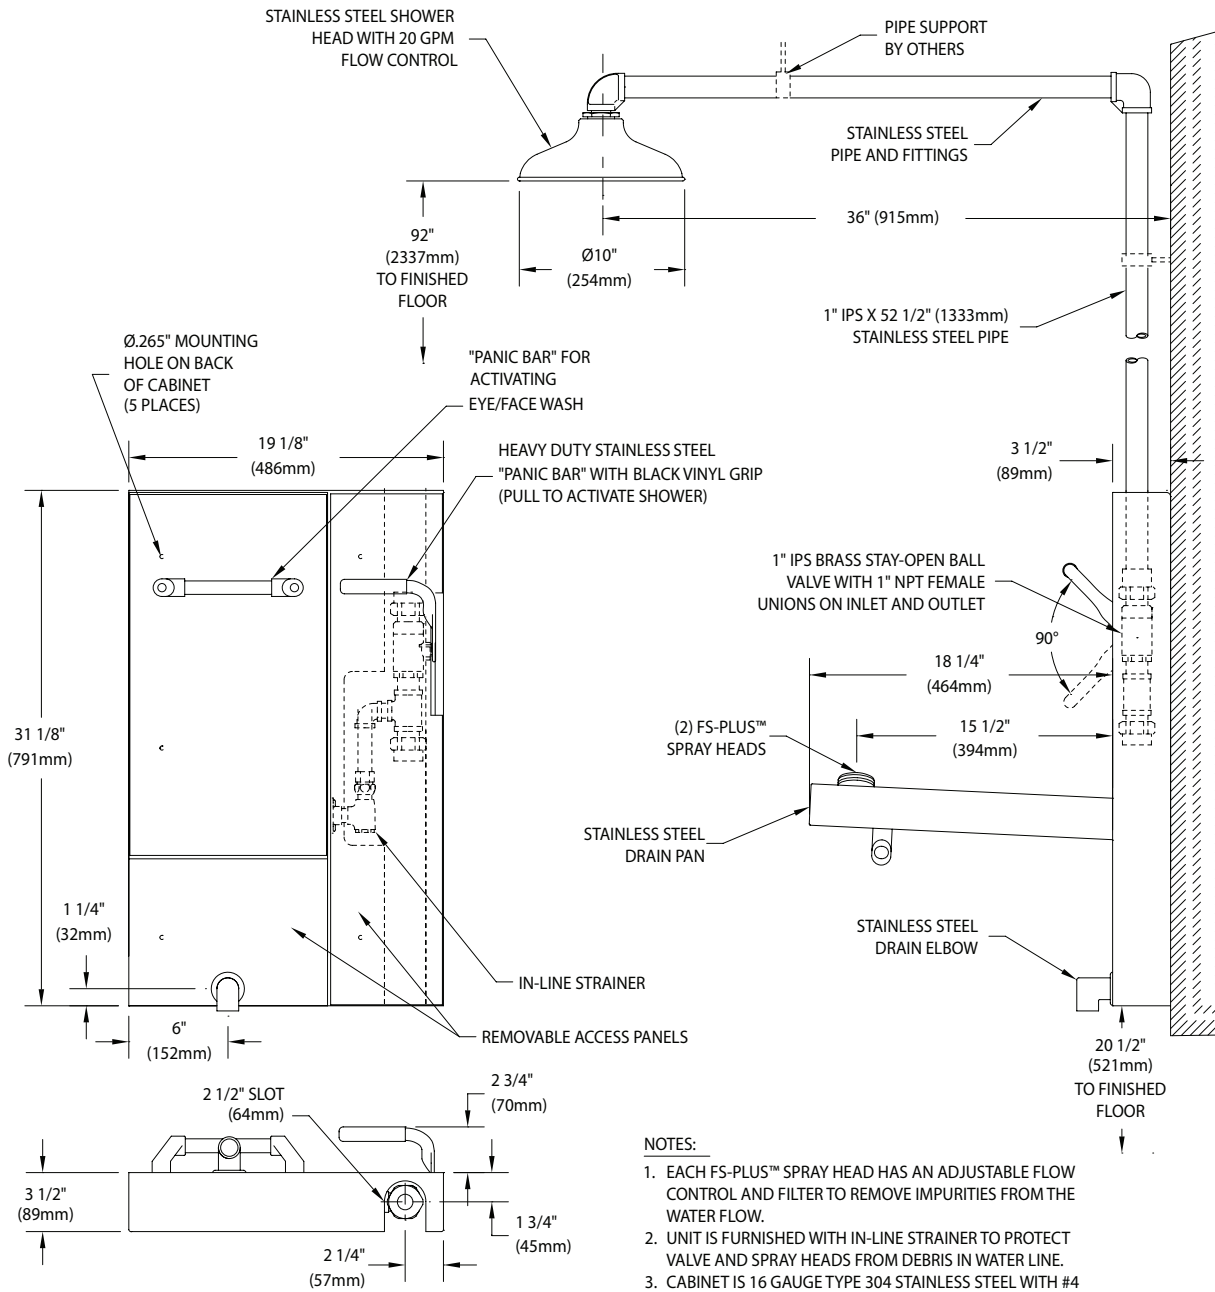 STAINLESS STEEL SHOWER
HEAD WITH 20 GPM
FLOW CONTROL
PIPE SUPPORT
BY OTHERS
STAINLESS STEEL
PIPE AND FITTINGS
36" (915mm)
92"
(2337mm)
TO FINISHED
FLOOR
Ø10"
(254mm)
1" IPS X 52 1/2" (1333mm)
STAINLESS STEEL PIPE
Ø.265" MOUNTING
HOLE ON BACK
OF CABINET
(5 PLACES)
"PANIC BAR" FOR
ACTIVATING
EYE/FACE WASH
19 1/8"
(486mm)
HEAVY DUTY STAINLESS STEEL
"PANIC BAR" WITH BLACK VINYL GRIP
(PULL TO ACTIVATE SHOWER)
3 1/2"
(89mm)
1" IPS BRASS STAY-OPEN BALL
VALVE WITH 1" NPT FEMALE
UNIONS ON INLET AND OUTLET
90°
18 1/4"
(464mm)
31 1/8"
(791mm)
(2) FS-PLUS™
SPRAY HEADS
15 1/2"
(394mm)
STAINLESS STEEL
DRAIN PAN
1 1/4"
(32mm)
STAINLESS STEEL
DRAIN ELBOW
IN-LINE STRAINER
6"
(152mm)
REMOVABLE ACCESS PANELS
20 1/2"
(521mm)
TO FINISHED
FLOOR
2 1/2" SLOT
(64mm)
2 3/4"
(70mm)
3 1/2"
(89mm)
1 3/4"
(45mm)
2 1/4"
(57mm)
NOTES:
1. EACH FS-PLUS™ SPRAY HEAD HAS AN ADJUSTABLE FLOW
CONTROL AND FILTER TO REMOVE IMPURITIES FROM THE
WATER FLOW.
2. UNIT IS FURNISHED WITH IN-LINE STRAINER TO PROTECT
VALVE AND SPRAY HEADS FROM DEBRIS IN WATER LINE.
3. CABINET IS 16 GAUGE TYPE 304 STAINLESS STEEL WITH #4